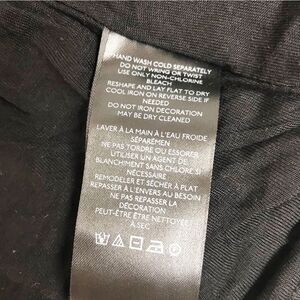 HAND WASH COLD SEPARATELY
DO NOT WRING OR TWIST
USE ONLY NON-CHLORINE
BLEACH
RESHAPE AND LAY FLAT TO DRY
COOL IRON ON REVERSE SIDE IF
NEEDED
DO NOT IRON DECORATION
MAY BE DRY CLEANED
LAVER À LA MAIN À L'EAU FROIDE
SÉPARÉMEN
NE PAS TORDRE OU ESSORER
UTILISER UN AGENT DE
BLANCHIMENT SANS CHLORE SI
NÉCESSAIRE
REMODELER ET SÉCHER À PLAT
REPASSER À L'ENVERS AU BESOIN
NE PAS REPASSER LA
DÉCORATION
PEUT-ÊTRE ÊTRE NETTOYÉ
À SEC